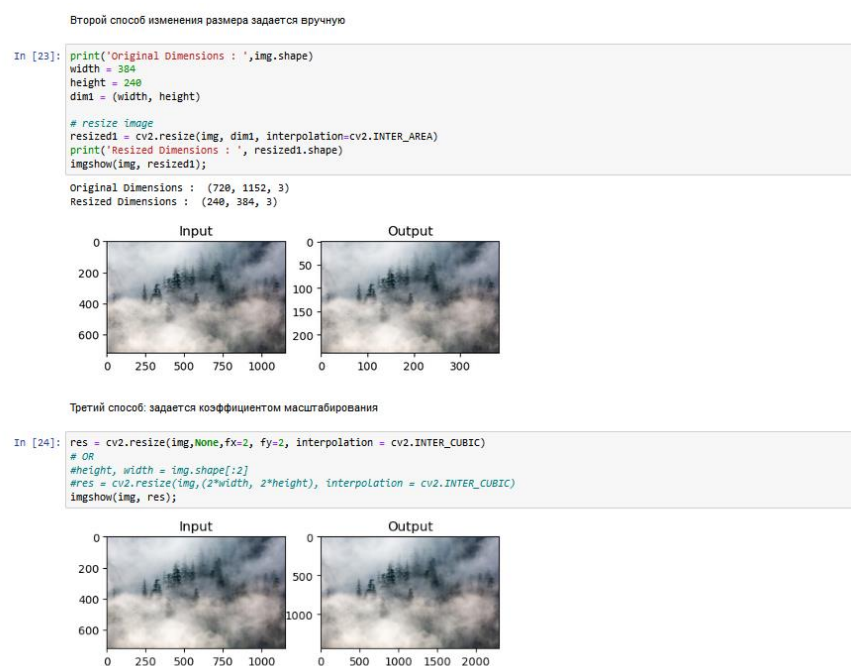 Второй способ изменения размера задается вручную
In [23]: print('Original Dimensions : ',img.shape)
width = 384
height = 240
dim1 = (width, height)
# resize image
resized1 = cv2.resize(img, dim1, interpolation=cv2.INTER_AREA)
print('Resized Dimensions : ', resized1.shape)
imgshow(img, resized1);
Original Dimensions :  (720, 1152, 3)
Resized Dimensions :  (240, 384, 3)
Input Output
0 0
50
200
100
400
150
600
200
0 250 500 750 1000 0 100 200 300
Третий способ: задается коэффициентом масштабирования
In [24]: res = cv2.resize(img,None,fx=2, fy=2, interpolation = cv2.INTER_CUBIC)
# OR
#height, width = img.shape[:2]
#res = cv2.resize(img,(2*width, 2*height), interpolation = cv2.INTER_CUBIC)
imgshow(img, res);
Input Output
0 0
200
500
400
1000
600
0 250 500 750 1000 0 500 1000 1500 2000